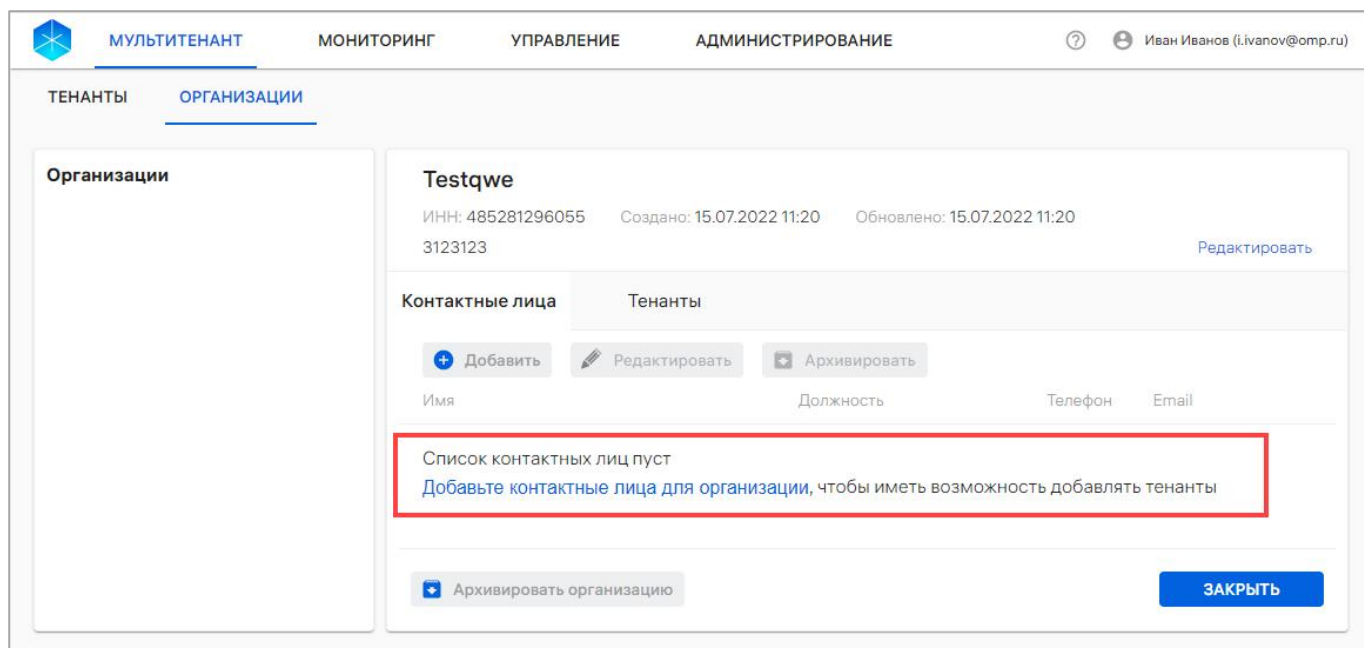 МУЛЬТИТЕНАНТ МОНИТОРИНГ УПРАВЛЕНИЕ АДМИНИСТРИРОВАНИЕ ? Иван Иванов (i.ivanov@omp.ru)
ТЕНАНТЫ ОРГАНИЗАЦИИ
Организации
Testqwe
ИНН: 485281296055 Создано: 15.07.2022 11:20 Обновлено: 15.07.2022 11:20
3123123 Редактировать
Контактные лица Тенанты
Добавить Редактировать Архивировать
Имя Должность Телефон Email
Список контактных лиц пуст
Добавьте контактные лица для организации, чтобы иметь возможность добавлять тенанты
Архивировать организацию ЗАКРЫТЬ